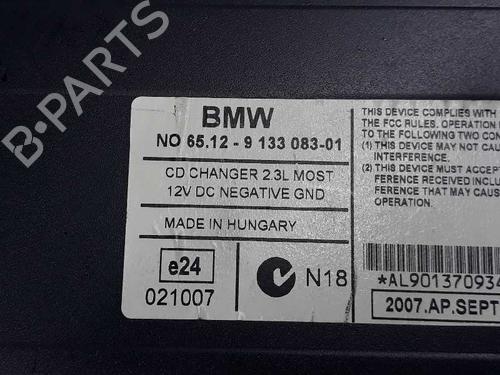 B-PARTS
BMW
NO 65.12 - 9 133 083-01
CD CHANGER 2.3L MOST
12V DC NEGATIVE GND
MADE IN HUNGARY
e24
021007
N18
THIS DEVICE COMPLIES WITH
THE FCC RULES. OPERATION
TO THE FOLLOWING TWO CON
(1) THIS DEVICE MAY NOT CAUSE
INTERFERENCE
(2) THIS DEVICE MUST ACCEPT
FERENCE RECEIVED INCLU
FERENCE THAT MAY CAUSE
OPERATION
*AL901370934
2007.AP.SEPT